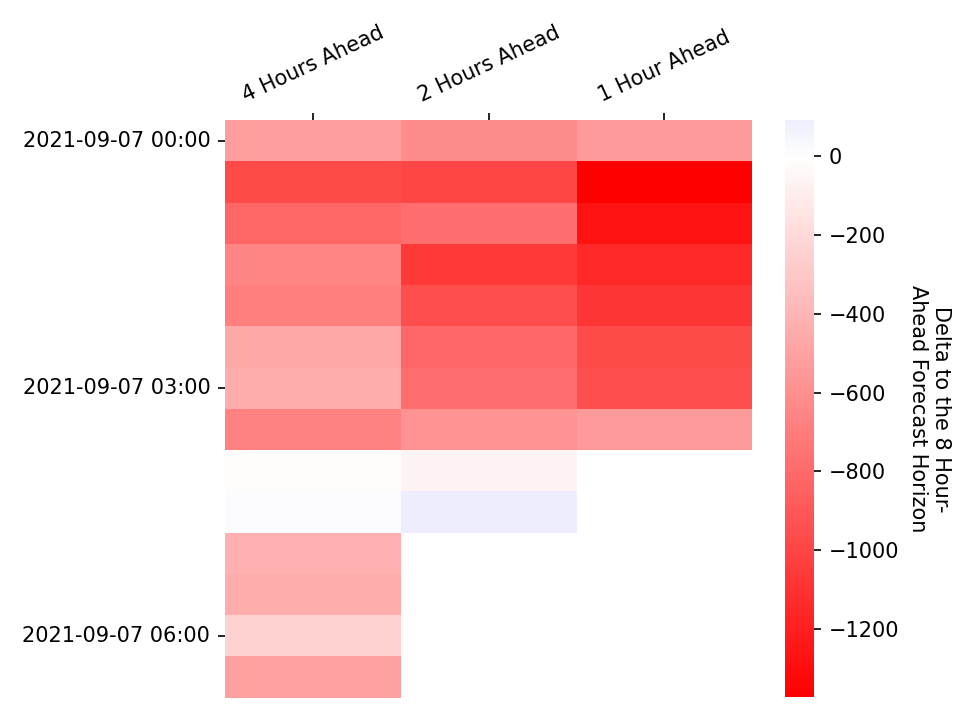 4 Hours Ahead
2 Hours Ahead
1 Hour Ahead
2021-09-07 00:00
2021-09-07 03:00
2021-09-07 06:00
0
−200
−400
−600
−800
−1000
−1200
Delta to the 8 Hour-
Ahead Forecast Horizon